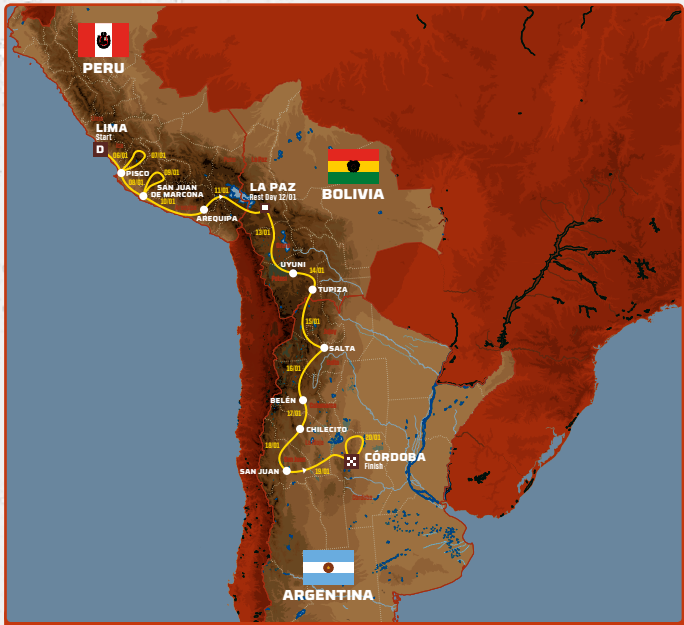 PERU
LIMA
Start
D
06/01
07/01
PISCO
08/01
09/01
SAN JUAN
DE MARCONA
10/01
AREQUIPA
11/01
LA PAZ
Rest Day 12/01
BOLIVIA
13/01
UYUNI
14/01
TUPIZA
15/01
SALTA
16/01
BELÉN
17/01
CHILECITO
18/01
20/01
CÓRDOBA
Finish
SAN JUAN
19/01
ARGENTINA